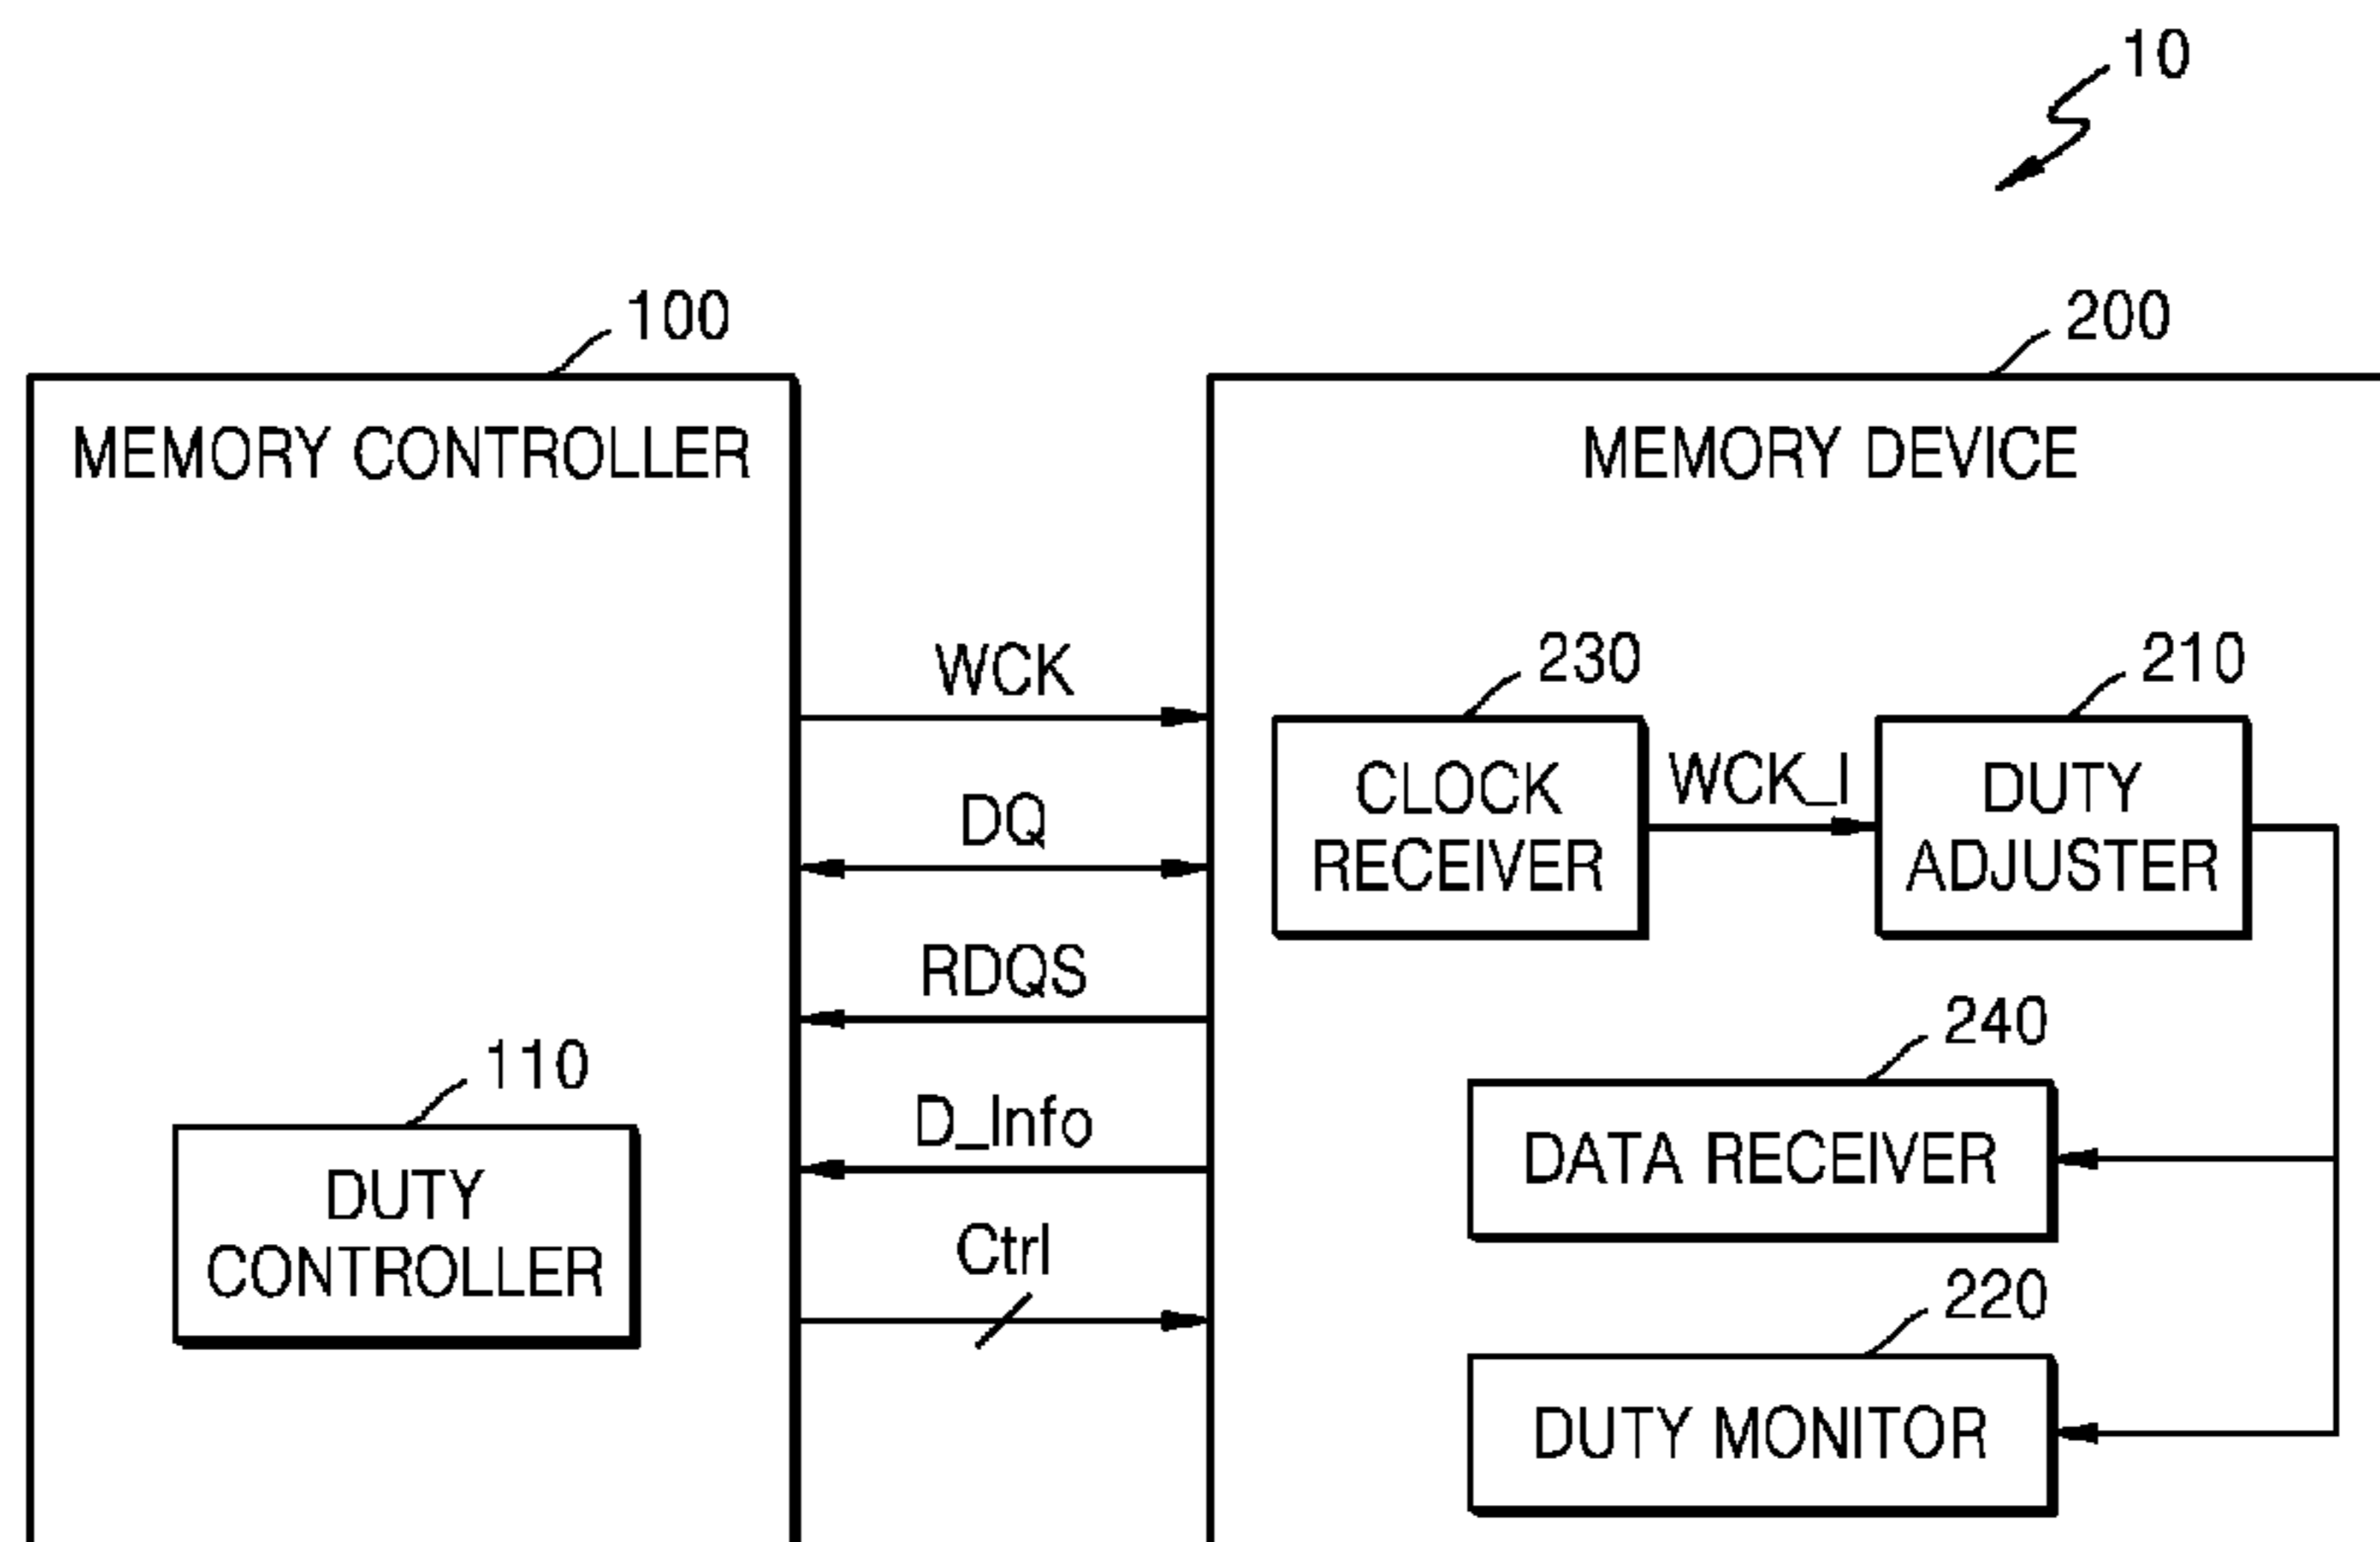 10
100
200
MEMORY CONTROLLER
MEMORY DEVICE
WCK
DQ
RDQS
D_Info
Ctrl
110
DUTY
CONTROLLER
230
CLOCK
RECEIVER
WCK_I
210
DUTY
ADJUSTER
240
DATA RECEIVER
220
DUTY MONITOR